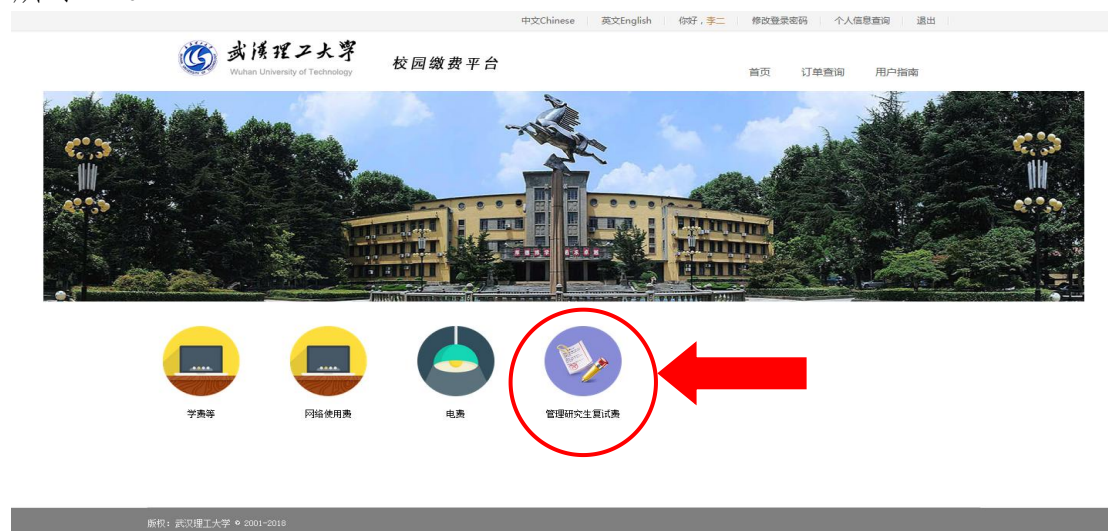 中文Chinese 英文English 你好，李二 修改登录密码 个人信息查询 退出
武汉理工大学 校园缴费平台
Wuhan University of Technology
首页 订单查询 用户指南
学费等 网络使用费 电费 管理研究生复试费
版权：武汉理工大学 © 2001-2018